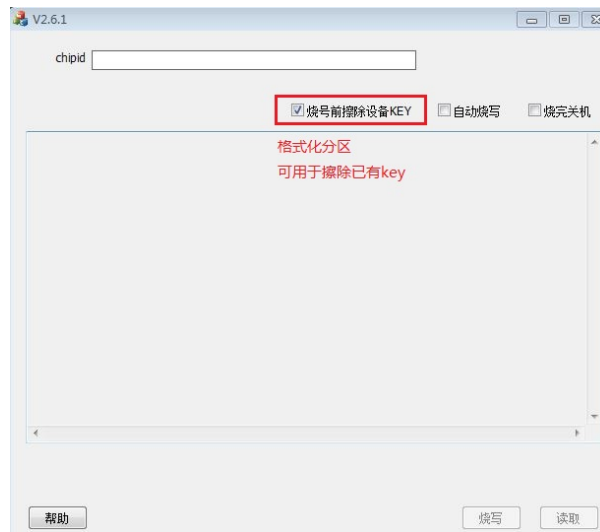 V2.6.1
chipid
烧号前擦除设备KEY 自动烧写 烧完关机
格式化分区
可用于擦除已有key
帮助 烧写 读取